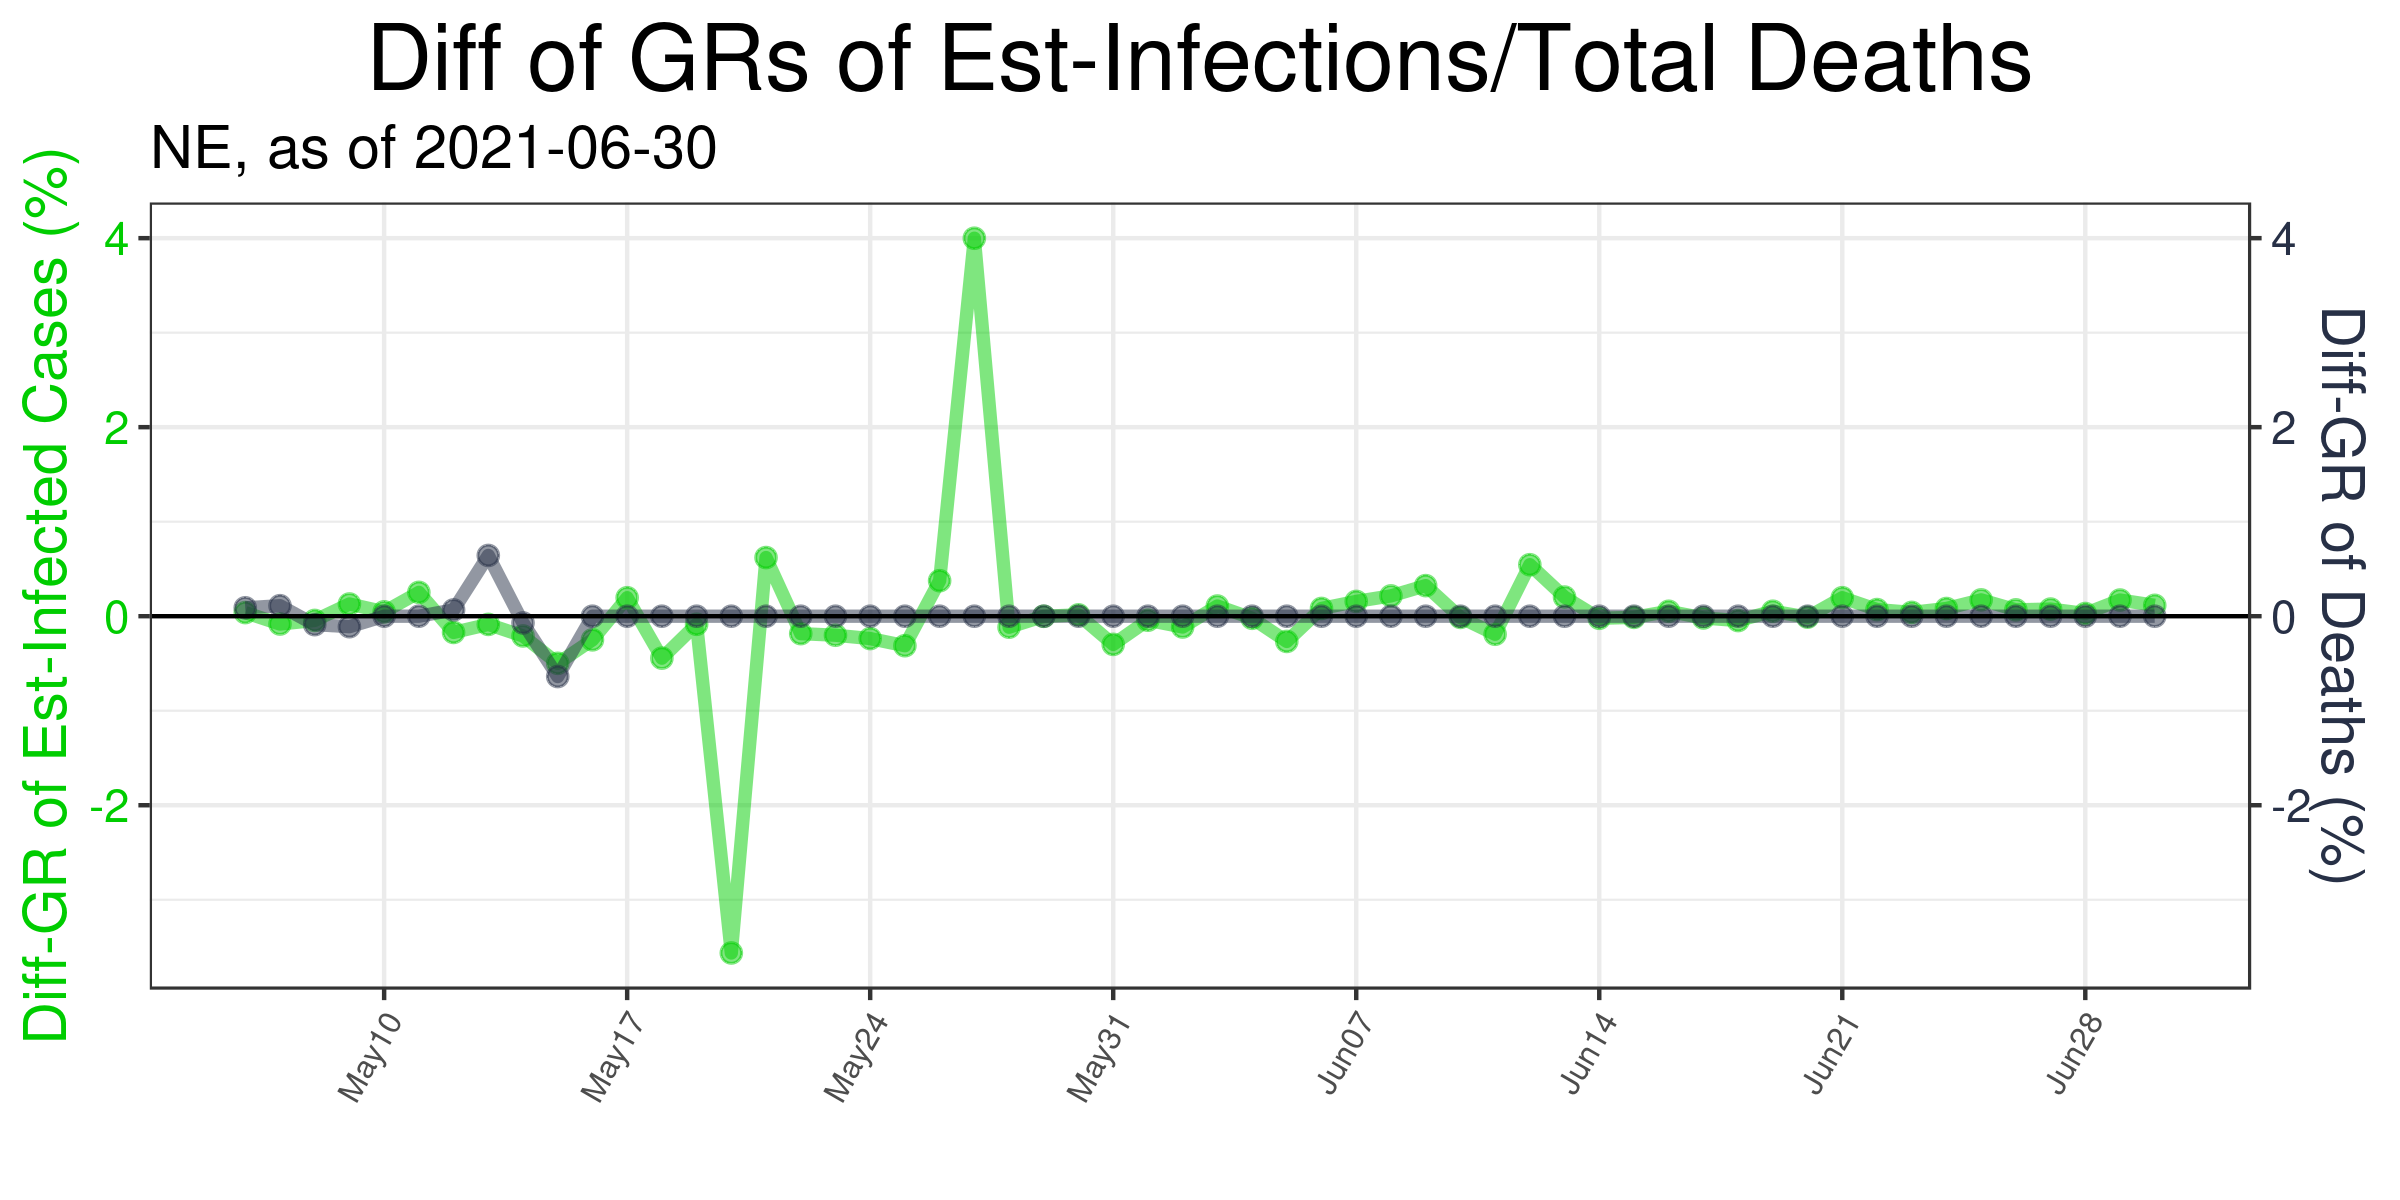 Diff of GRs of Est-Infections/Total Deaths
NE, as of 2021-06-30
Diff-GR of Est-Infected Cases (%)
4
2
0
-2
4
2
0
-2
Diff-GR of Deaths (%)
May10
May17
May24
May31
Jun07
Jun14
Jun21
Jun28